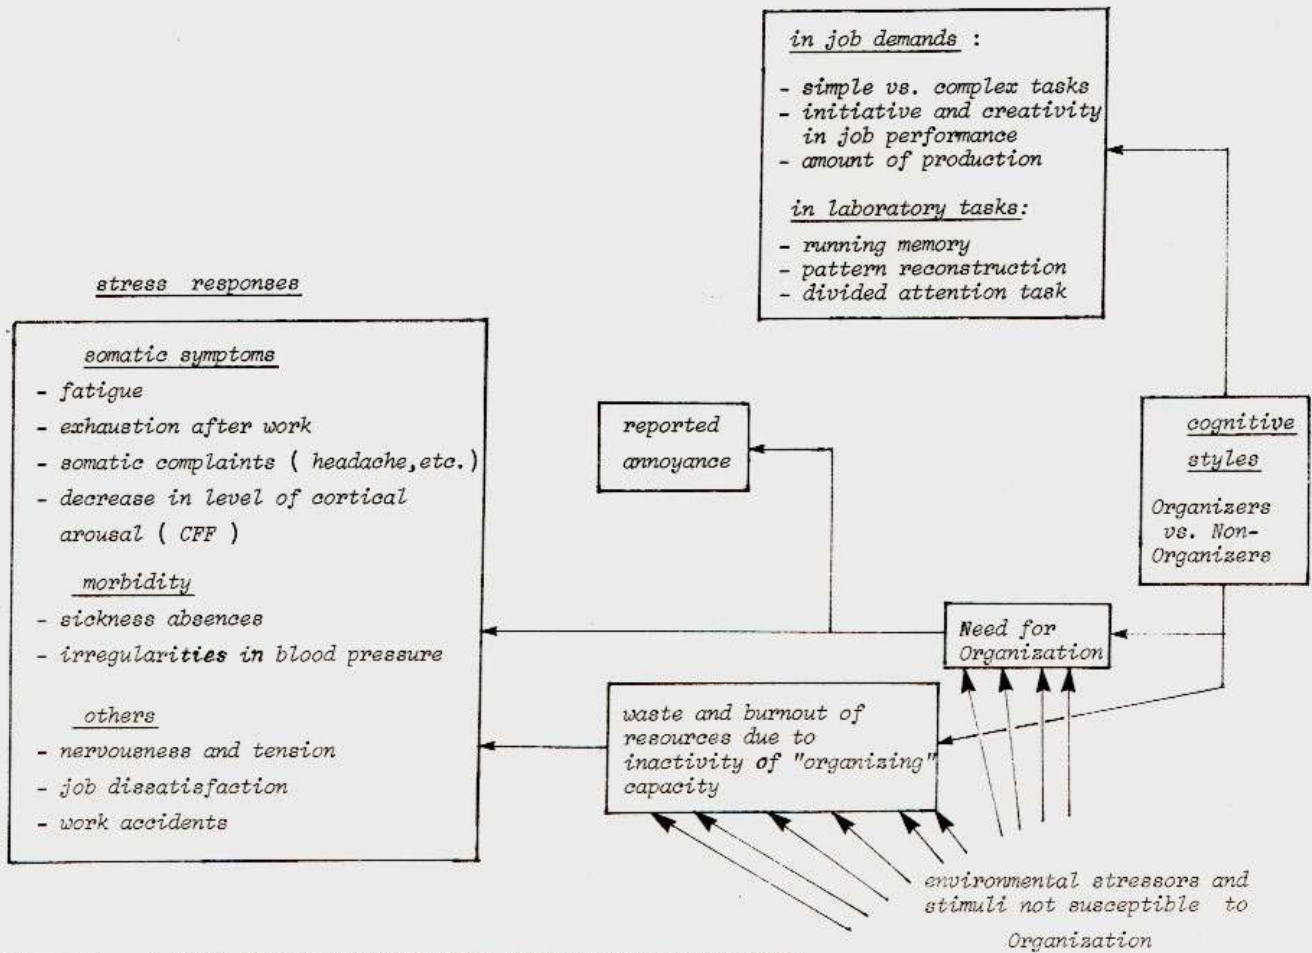 in job demands :
- simple vs. complex tasks
- initiative and creativity
in job performance
- amount of production
in laboratory tasks:
- running memory
- pattern reconstruction
- divided attention task
stress responses
somatic symptoms
- fatigue
- exhaustion after work
- somatic complaints ( headache,etc.)
- decrease in level of cortical
arousal ( CFF )
morbidity
- sickness absences
- irregularities in blood pressure
others
- nervousness and tension
- job dissatisfaction
- work accidents
reported
annoyance
cognitive
styles
Organizers
vs. Non-
Organizers
Need for
Organization
waste and burnout of
resources due to
inactivity of "organizing"
capacity
environmental stressors and
stimuli not susceptible to
Organization